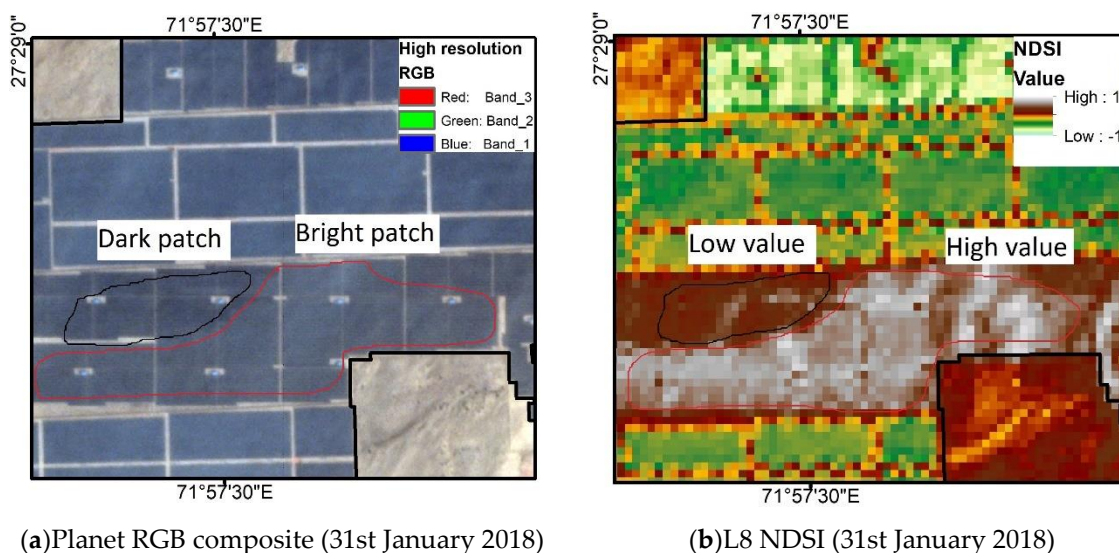 71°57'30"E
27°29'0"
High resolution
RGB
Red: Band_3
Green: Band_2
Blue: Band_1
Dark patch
Bright patch
71°57'30"E
(a)Planet RGB composite (31st January 2018)
71°57'30"E
27°29'0"
NDSI
Value
High : 1
Low : -1
Low value
High value
71°57'30"E
(b)L8 NDSI (31st January 2018)